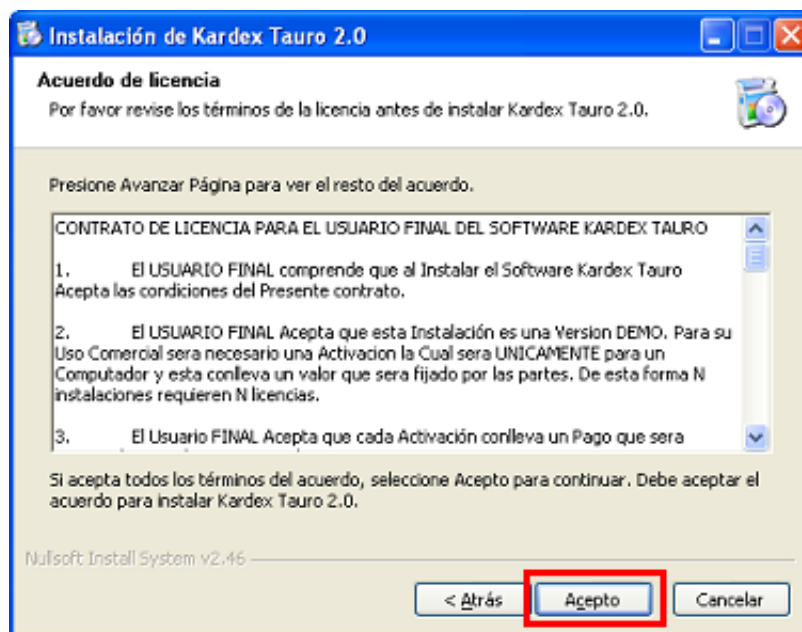 Instalación de Kardex Tauro 2.0
Acuerdo de licencia
Por favor revise los términos de la licencia antes de instalar Kardex Tauro 2.0.
Presione Avanzar Página para ver el resto del acuerdo.
CONTRATO DE LICENCIA PARA EL USUARIO FINAL DEL SOFTWARE KARDEX TAURO
1. El USUARIO FINAL comprende que al Instalar el Software Kardex Tauro
Acepta las condiciones del Presente contrato.
2. El USUARIO FINAL Acepta que esta Instalación es una Version DEMO. Para su
Uso Comercial sera necesario una Activacion la Cual sera UNICAMENTE para un
Computador y esta conlleva un valor que sera fijado por las partes. De esta forma N
instalaciones requieren N licencias.
3. El Usuario FINAL Acepta que cada Activación conlleva un Pago que sera
Si acepta todos los términos del acuerdo, seleccione Acepto para continuar. Debe aceptar el
acuerdo para instalar Kardex Tauro 2.0.
Nullsoft Install System v2.46
< Atrás Acepto Cancelar